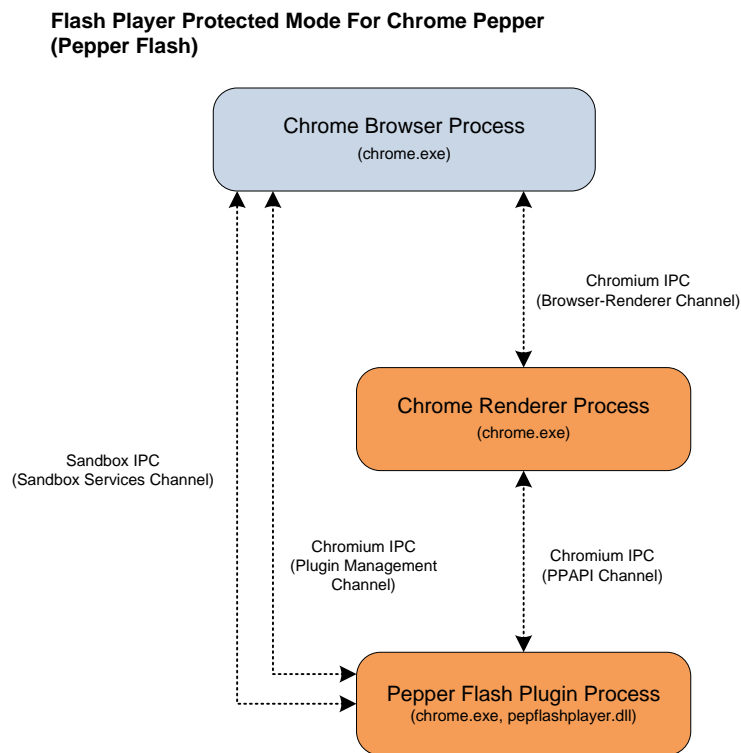 Flash Player Protected Mode For Chrome Pepper
(Pepper Flash)
Chrome Browser Process
(chrome.exe)
Chromium IPC
(Browser-Renderer Channel)
Chrome Renderer Process
(chrome.exe)
Sandbox IPC
(Sandbox Services Channel)
Chromium IPC
(Plugin Management
Channel)
Chromium IPC
(PPAPI Channel)
Pepper Flash Plugin Process
(chrome.exe, pepflashplayer.dll)